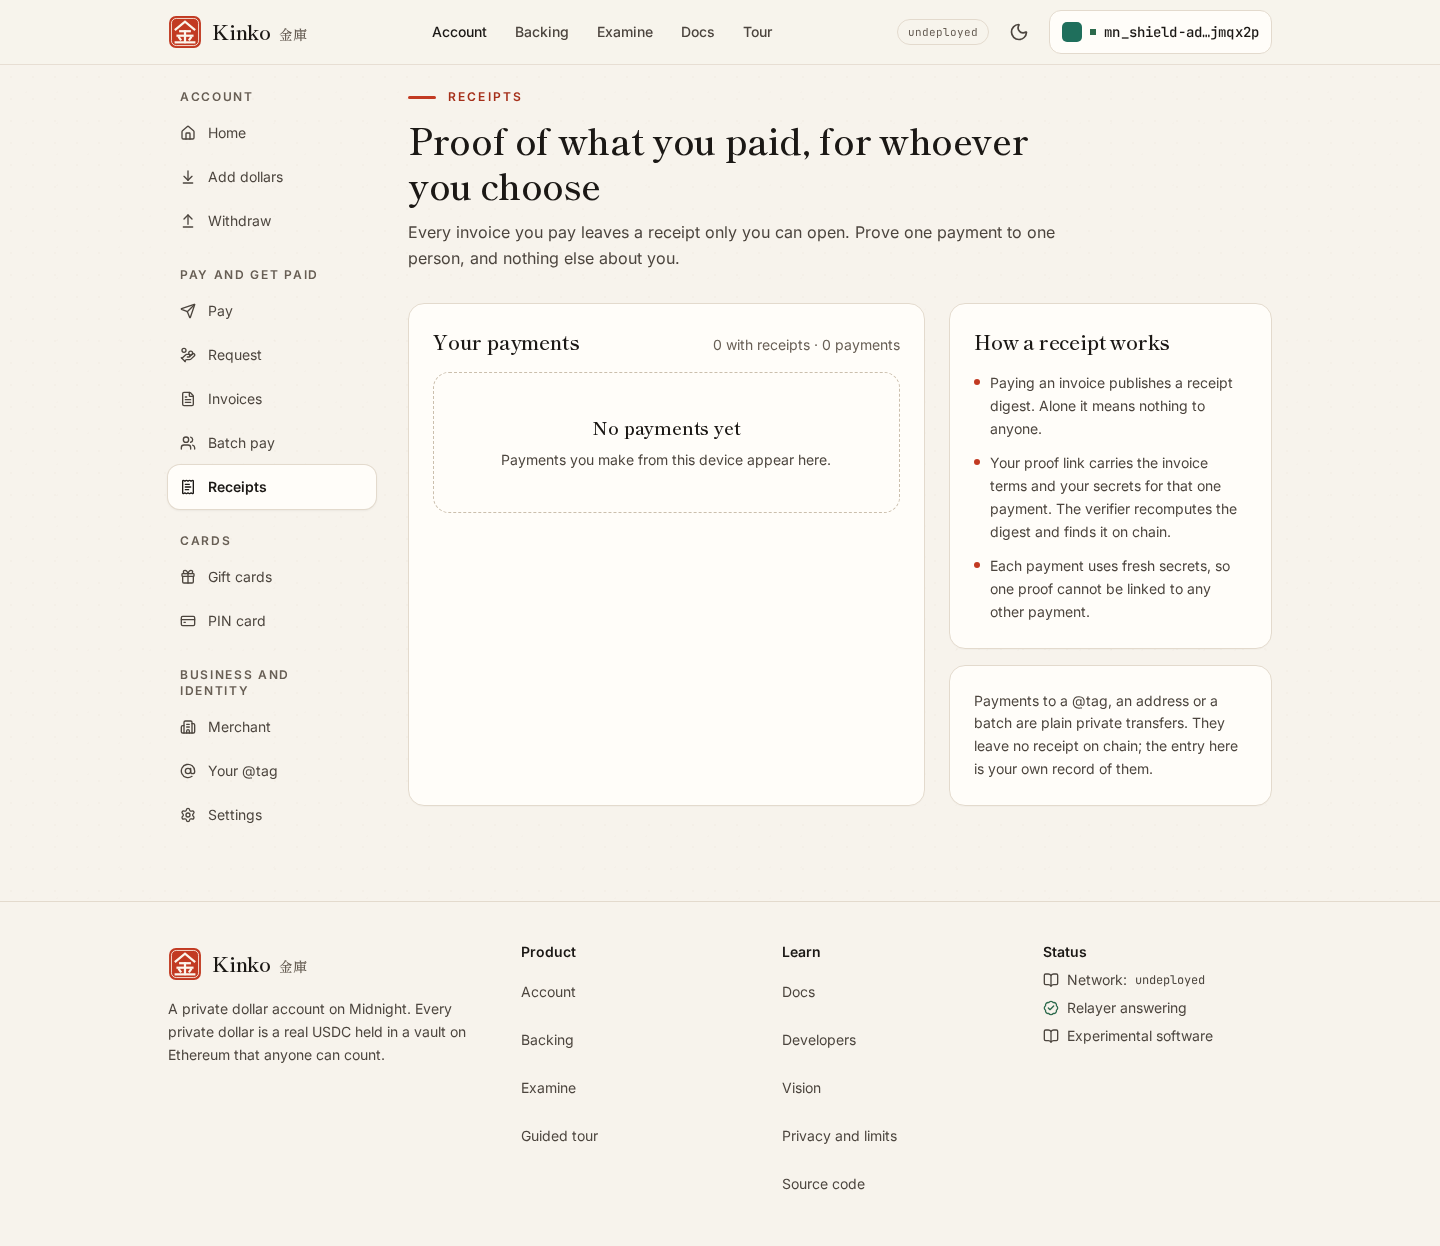 金 Kinko 金庫
Account
Backing
Examine
Docs
Tour
undeployed
mn_shield-ad…jmqx2p
ACCOUNT
Home
Add dollars
Withdraw
PAY AND GET PAID
Pay
Request
Invoices
Batch pay
Receipts
CARDS
Gift cards
PIN card
BUSINESS AND
IDENTITY
Merchant
Your @tag
Settings
RECEIPTS
Proof of what you paid, for whoever
you choose
Every invoice you pay leaves a receipt only you can open. Prove one payment to one
person, and nothing else about you.
Your payments
0 with receipts · 0 payments
No payments yet
Payments you make from this device appear here.
How a receipt works
Paying an invoice publishes a receipt
digest. Alone it means nothing to
anyone.
Your proof link carries the invoice
terms and your secrets for that one
payment. The verifier recomputes the
digest and finds it on chain.
Each payment uses fresh secrets, so
one proof cannot be linked to any
other payment.
Payments to a @tag, an address or a
batch are plain private transfers. They
leave no receipt on chain; the entry here
is your own record of them.
金 Kinko 金庫
A private dollar account on Midnight. Every
private dollar is a real USDC held in a vault on
Ethereum that anyone can count.
Product
Account
Backing
Examine
Guided tour
Learn
Docs
Developers
Vision
Privacy and limits
Source code
Status
Network: undeployed
Relayer answering
Experimental software